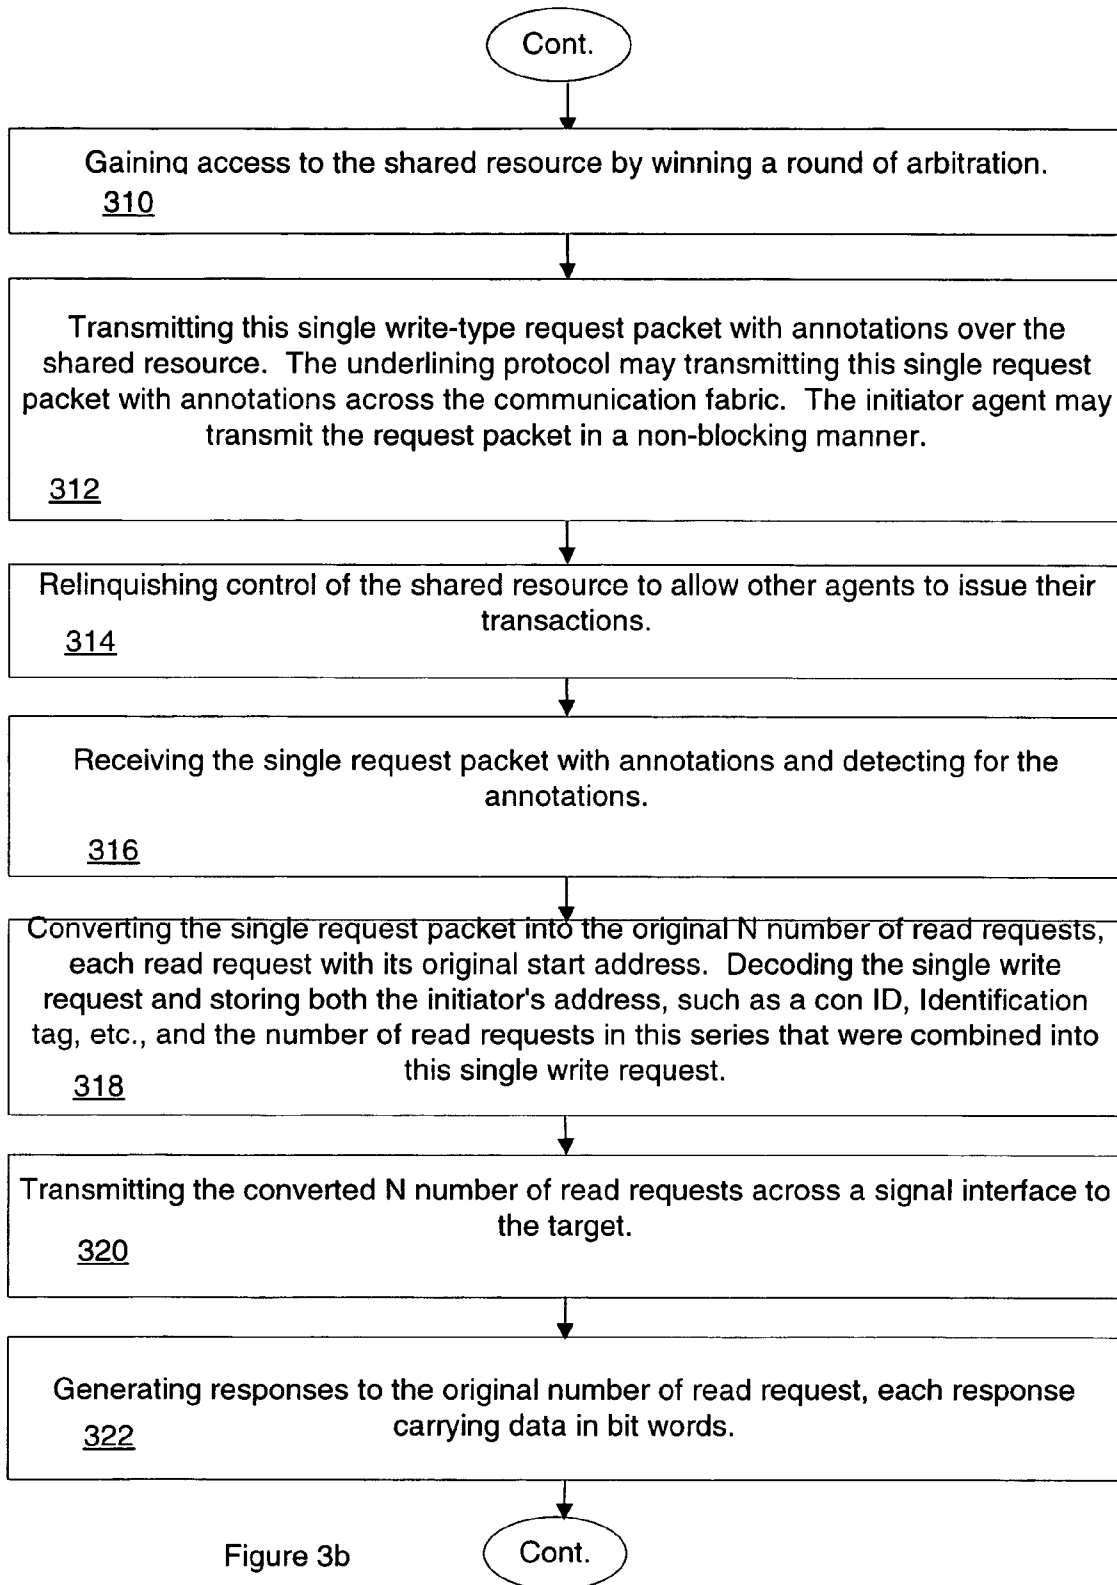 Cont.
Gaining access to the shared resource by winning a round of arbitration.
310
Transmitting this single write-type request packet with annotations over the
shared resource.  The underlining protocol may transmitting this single request
packet with annotations across the communication fabric.  The initiator agent may
transmit the request packet in a non-blocking manner.
312
Relinquishing control of the shared resource to allow other agents to issue their
transactions.
314
Receiving the single request packet with annotations and detecting for the
annotations.
316
Converting the single request packet into the original N number of read requests,
each read request with its original start address.  Decoding the single write
request and storing both the initiator's address, such as a con ID, Identification
tag, etc., and the number of read requests in this series that were combined into
this single write request.
318
Transmitting the converted N number of read requests across a signal interface to
the target.
320
Generating responses to the original number of read request, each response
carrying data in bit words.
322
Figure 3b
Cont.